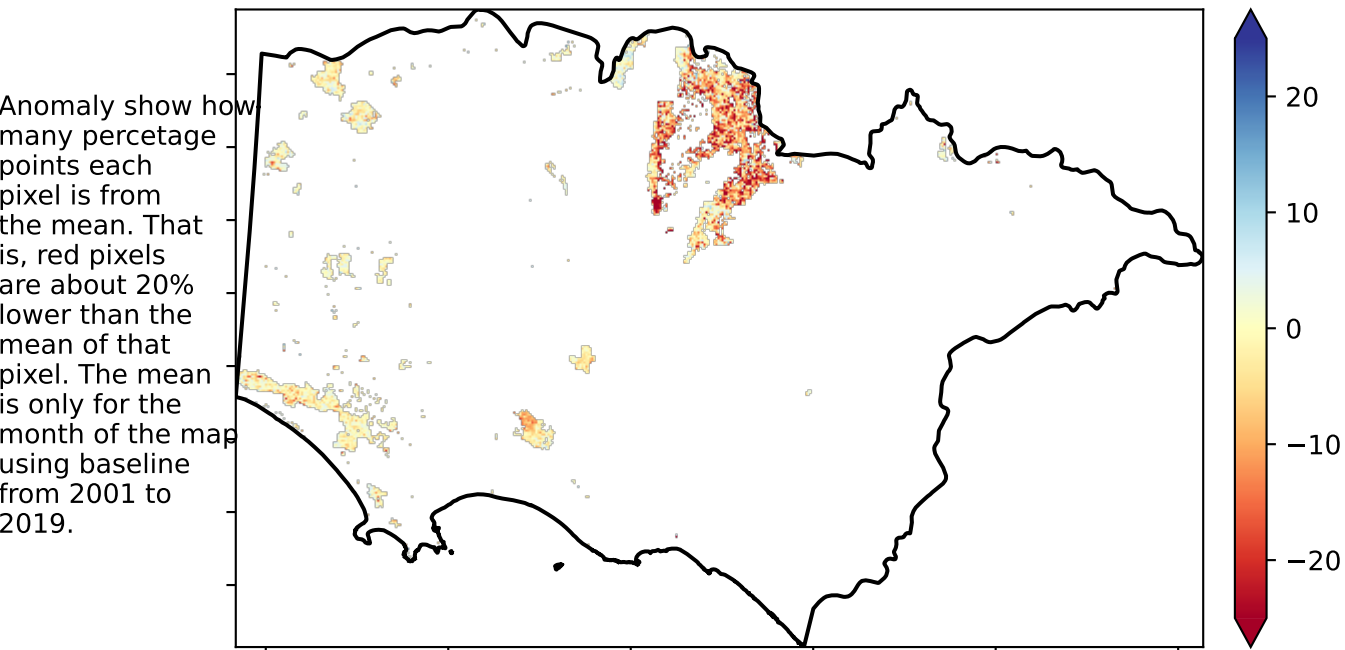 Anomaly show how
many percetage
points each
pixel is from
the mean. That
is, red pixels
are about 20%
lower than the
mean of that
pixel. The mean
is only for the
month of the map
using baseline
from 2001 to
2019.
20
10
0
−10
−20